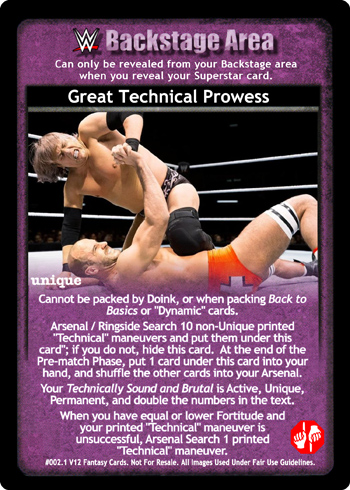 W Backstage Area
Can only be revealed from your Backstage area
when you reveal your Superstar card.
Great Technical Prowess
unique
Cannot be packed by Doink, or when packing Back to
Basics or "Dynamic" cards.
Arsenal / Ringside Search 10 non-Unique printed
"Technical" maneuvers and put them under this
card"; if you do not, hide this card. At the end of the
Pre-match Phase, put 1 card under this card into your
hand, and shuffle the other cards into your Arsenal.
Your Technically Sound and Brutal is Active, Unique,
Permanent, and double the numbers in the text.
When you have equal or lower Fortitude and
your printed "Technical" maneuver is
unsuccessful, Arsenal Search 1 printed
"Technical" maneuver.
#002.1 V12 Fantasy Cards. Not For Resale. All Images Used Under Fair Use Guidelines.